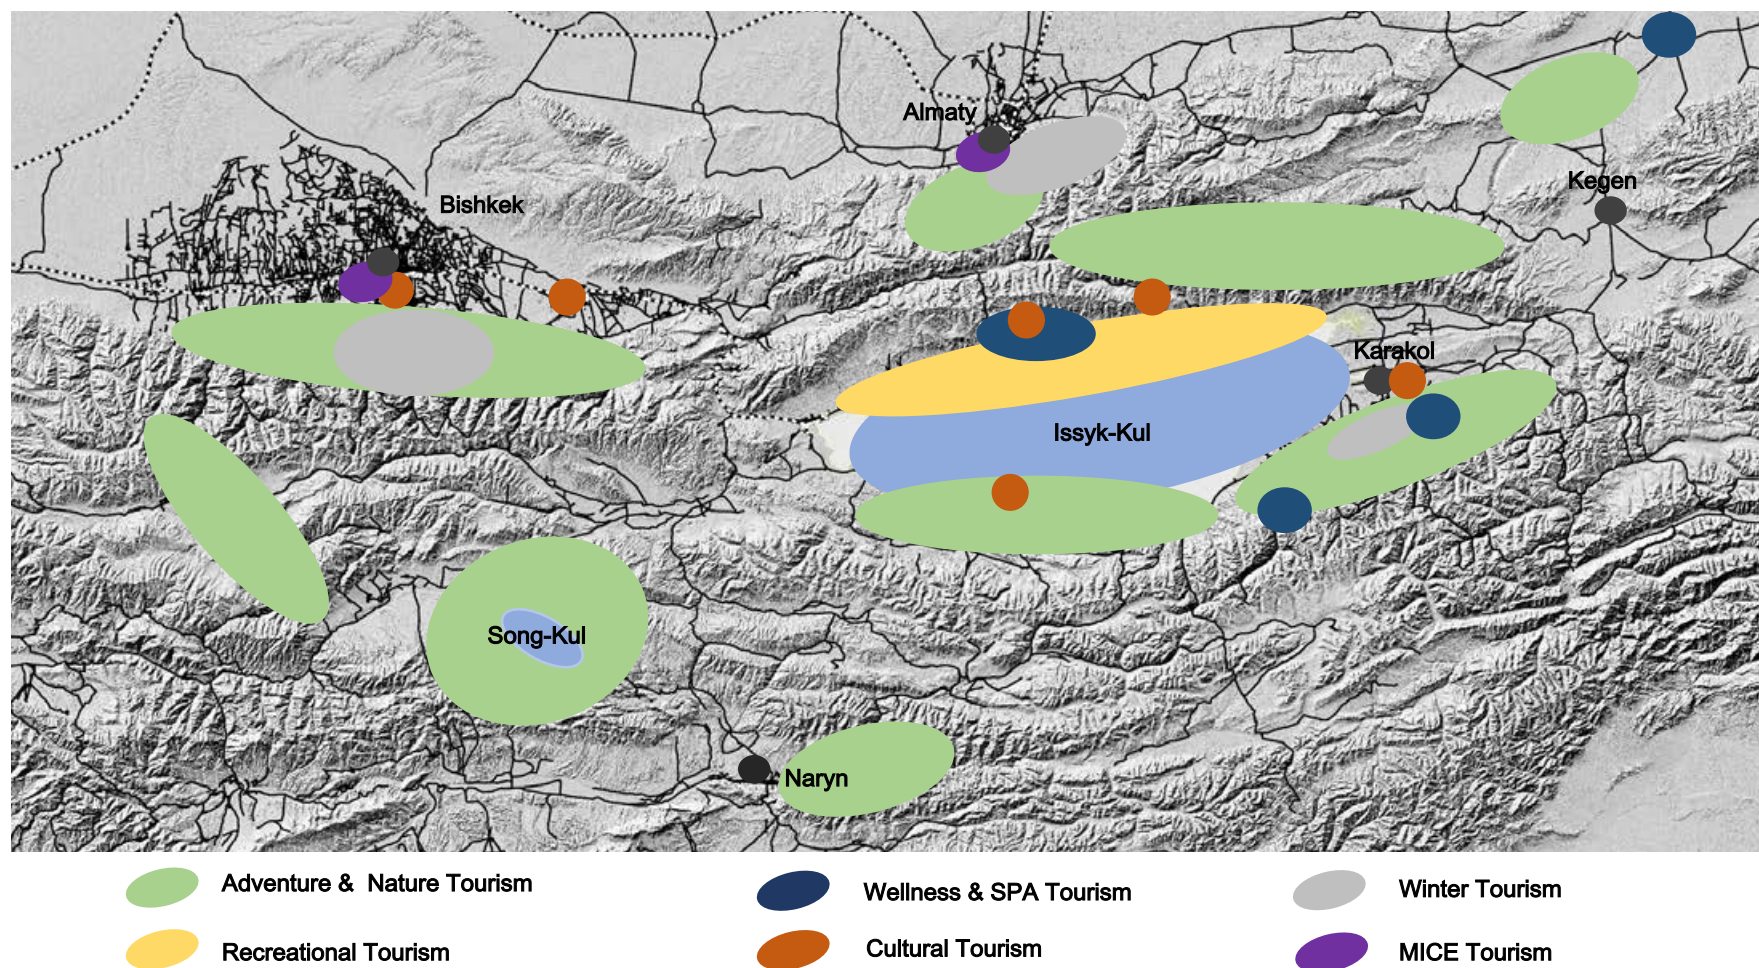 Almaty
Kegen
Bishkek
Karakol
Issyk-Kul
Song-Kul
Naryn
Adventure & Nature Tourism
Wellness & SPA Tourism
Winter Tourism
Recreational Tourism
Cultural Tourism
MICE Tourism